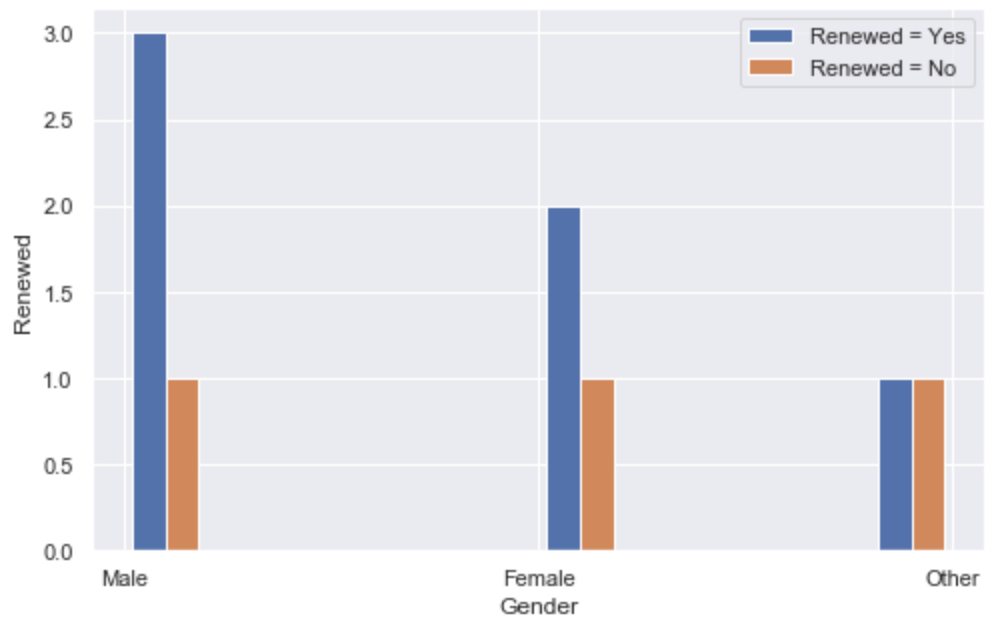 Renewed = Yes
Renewed = No
3.0
2.5
2.0
1.5
1.0
0.5
0.0
Renewed
Male Female Other
Gender